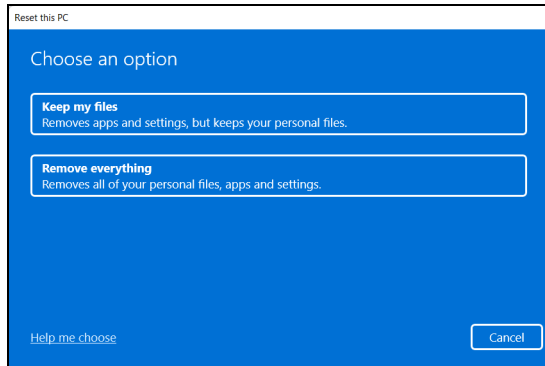 Reset this PC
Choose an option
Keep my files
Removes apps and settings, but keeps your personal files.
Remove everything
Removes all of your personal files, apps and settings.
Help me choose
Cancel